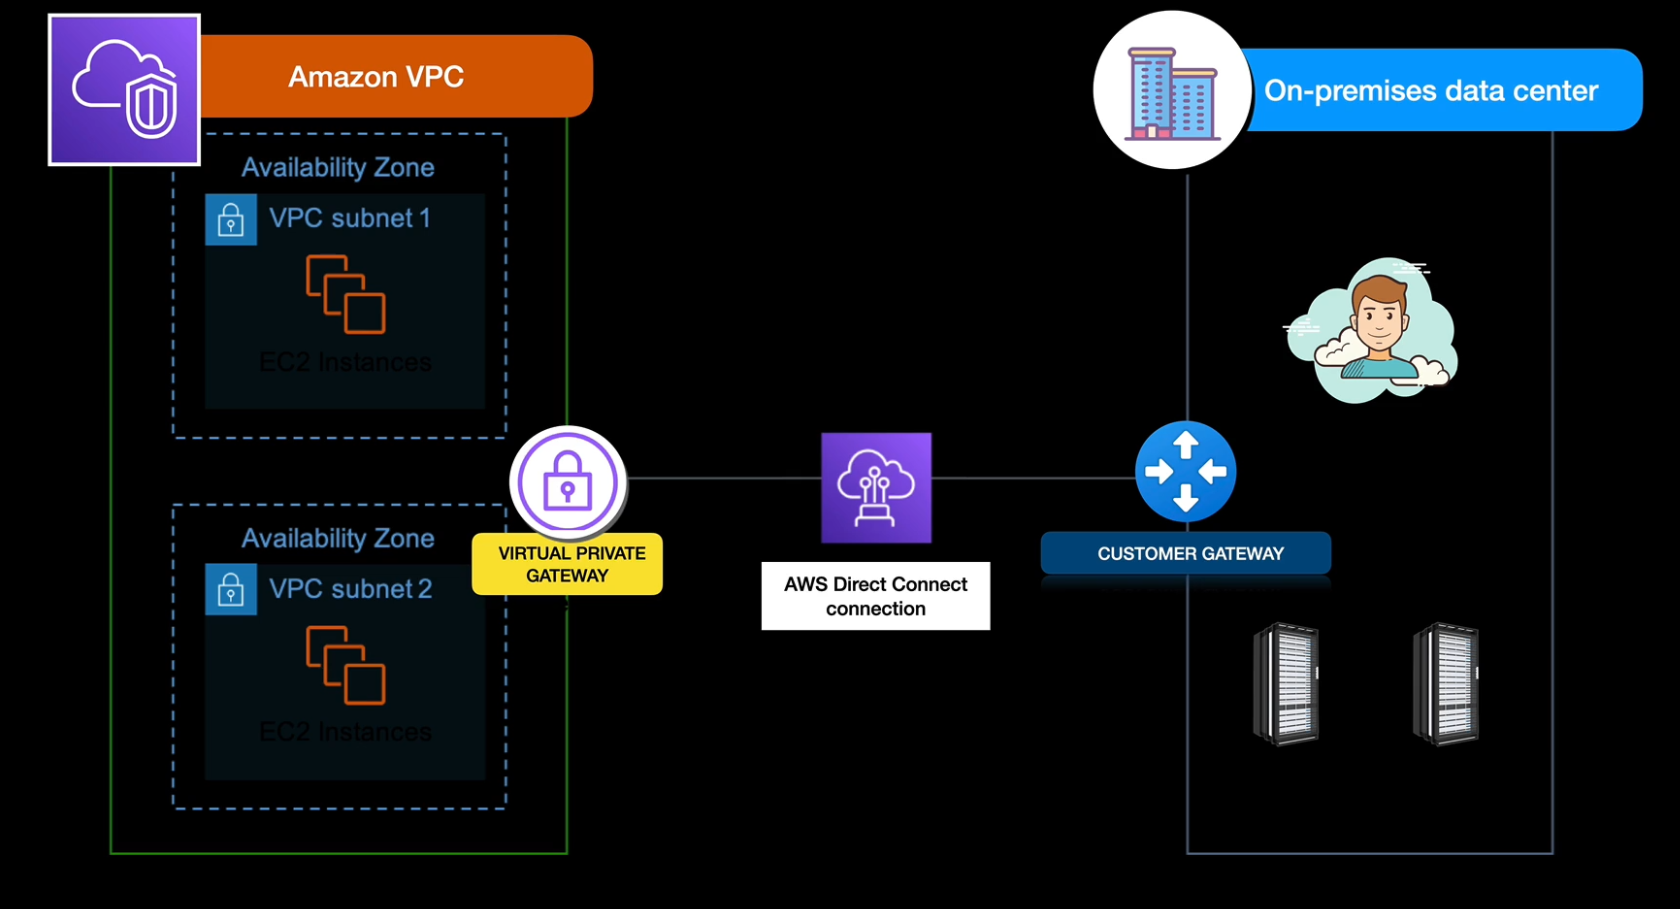 Amazon VPC
On-premises data center
Availability Zone
VPC subnet 1
EC2 Instances
VIRTUAL PRIVATE
GATEWAY
AWS Direct Connect
connection
CUSTOMER GATEWAY
Availability Zone
VPC subnet 2
EC2 Instances